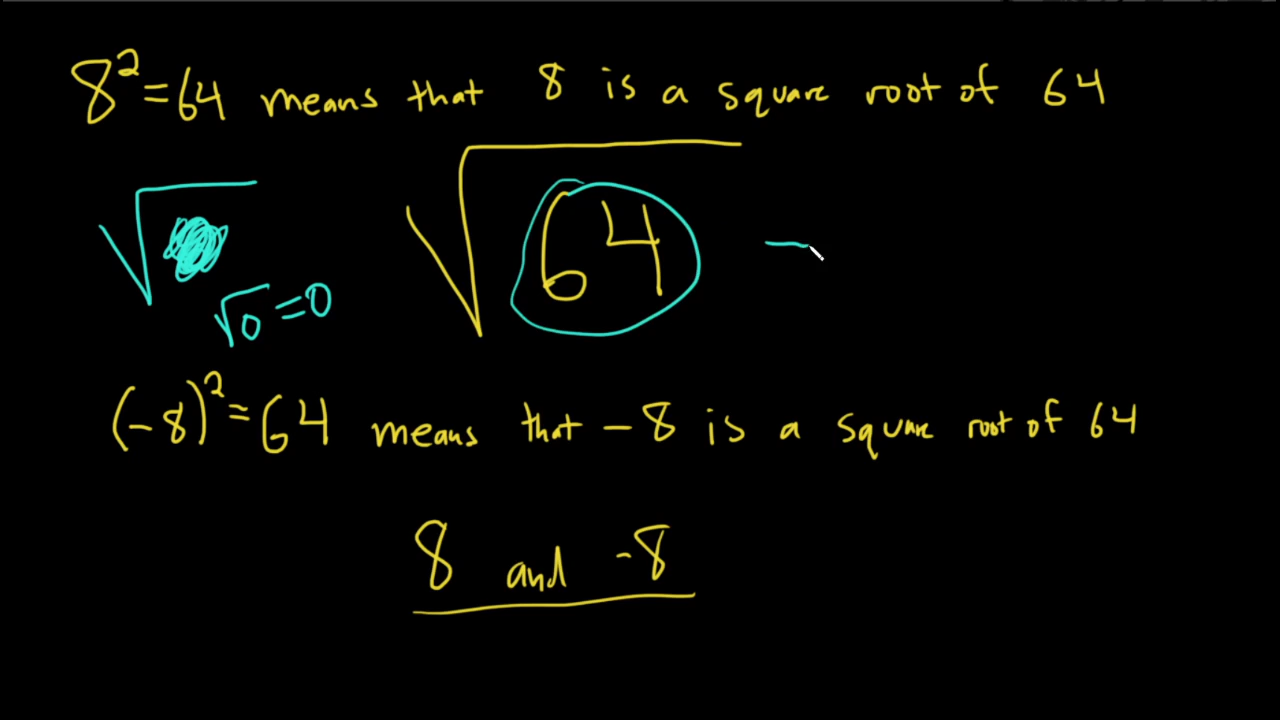 8² = 64 means that 8 is a square root of 64
√ √64 —
√0 = 0
(-8)² = 64 means that -8 is a square root of 64
8 and -8